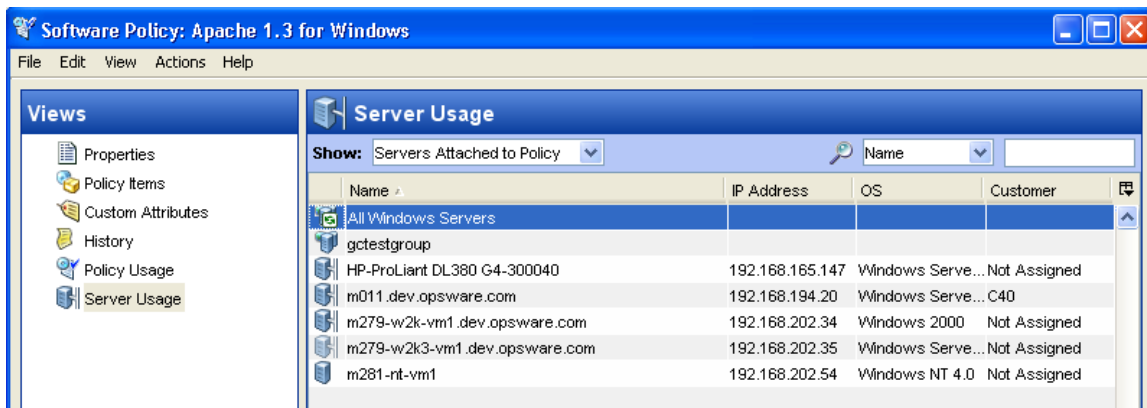 Software Policy: Apache 1.3 for Windows
File Edit View Actions Help
Views
Properties
Policy Items
Custom Attributes
History
Policy Usage
Server Usage
Server Usage
Show: Servers Attached to Policy Name
Name IP Address OS Customer
All Windows Servers
gctestgroup
HP-ProLiant DL380 G4-300040 192.168.165.147 Windows Serve... Not Assigned
m011.dev.opsware.com 192.168.194.20 Windows Serve... C40
m279-w2k-vm1.dev.opsware.com 192.168.202.34 Windows 2000 Not Assigned
m279-w2k3-vm1.dev.opsware.com 192.168.202.35 Windows Serve... Not Assigned
m281-nt-vm1 192.168.202.54 Windows NT 4.0 Not Assigned